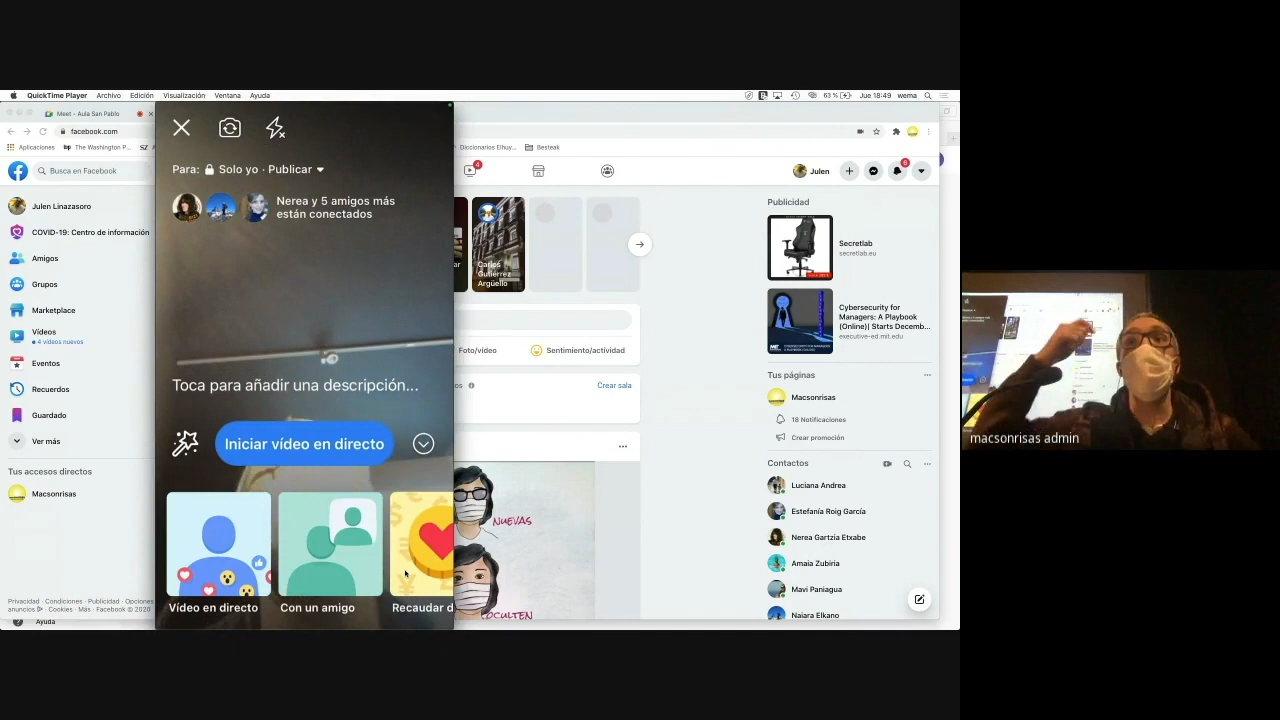 QuickTime Player Archivo Edición Visualización Ventana Ayuda
63 % Jue 18:49 wema
Meet - Aula San Pablo
facebook.com
Aplicaciones
The Washington P...
Diccionarios Elhuy...
Besteak
Busca en Facebook
4
Julen
6
Julen Linazasoro
COVID-19: Centro de información
Amigos
Grupos
Marketplace
Vídeos
4 vídeos nuevos
Eventos
Recuerdos
Guardado
Ver más
Tus accesos directos
Macsonrisas
Privacidad · Condiciones · Publicidad · Opciones
anuncios · Cookies · Más · Facebook © 2020
Ayuda
Para: Solo yo · Publicar
Nerea y 5 amigos más
están conectados
Toca para añadir una descripción...
Iniciar vídeo en directo
Vídeo en directo
Con un amigo
Recaudar d
Carlos
Gutiérrez
Argüello
Foto/vídeo
Sentimiento/actividad
Crear sala
NUEVAS
OCULTEN
Publicidad
Secretlab
secretlab.eu
Cybersecurity for
Managers: A Playbook
(Online)| Starts Decemb...
executive-ed.mit.edu
Tus páginas
Macsonrisas
18 Notificaciones
Crear promoción
Contactos
Luciana Andrea
Estefanía Roig García
Nerea Gartzia Etxabe
Amaia Zubiria
Mavi Paniagua
Naiara Elkano
macsonrisas admin